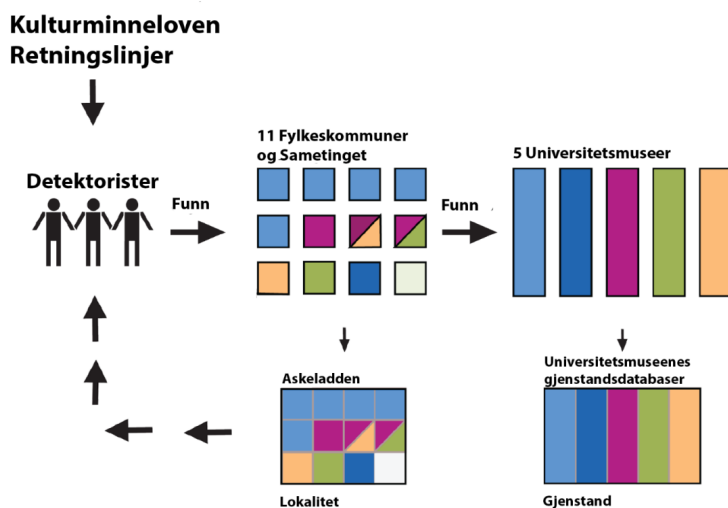 Kulturminneloven
Retningslinjer
11 Fylkeskommuner
og Sametinget
5 Universitetsmuseer
Detektorister
Funn
Funn
Askeladden
Universitetsmuseenes
gjenstandsdatabaser
Lokalitet
Gjenstand